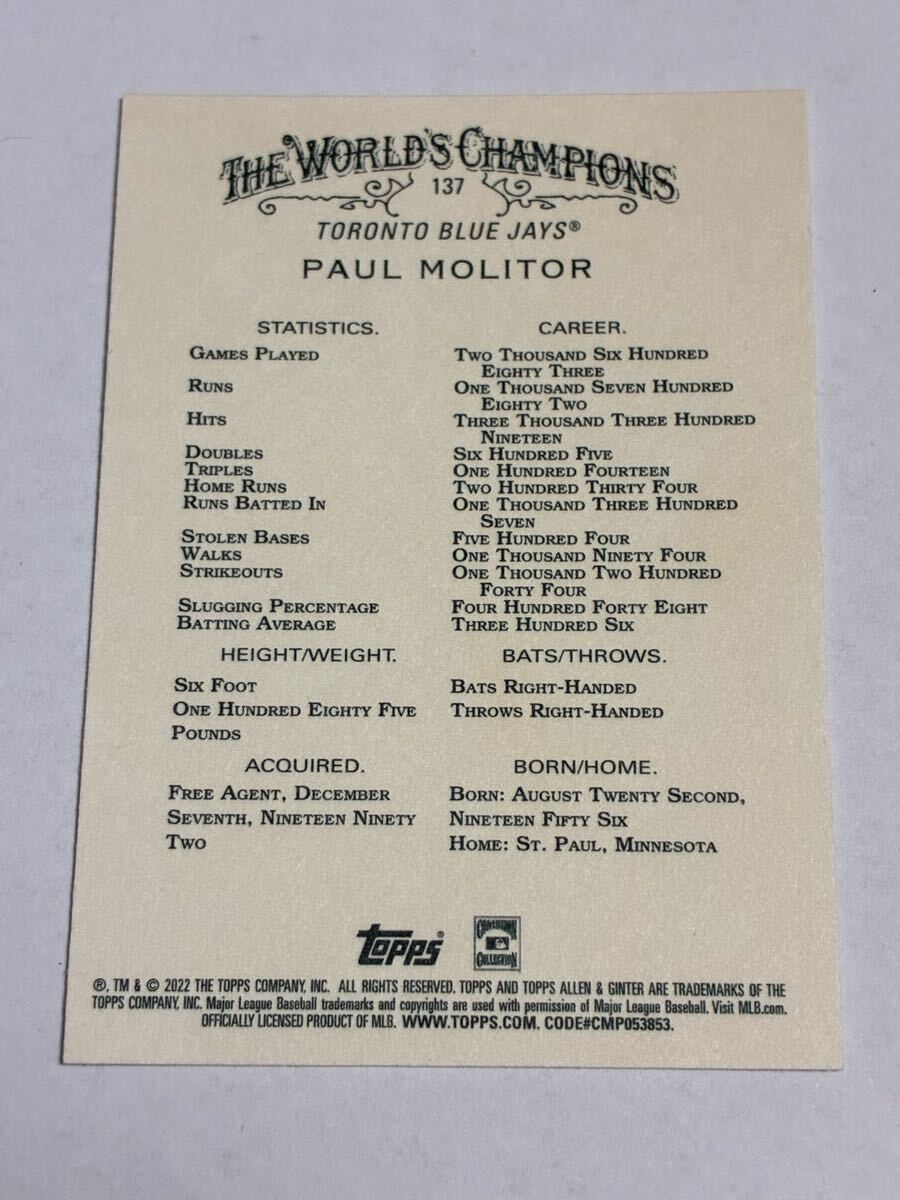 THE WORLD'S CHAMPIONS
137
TORONTO BLUE JAYS®
PAUL MOLITOR
STATISTICS. CAREER.
GAMES PLAYED TWO THOUSAND SIX HUNDRED
EIGHTY THREE
RUNS ONE THOUSAND SEVEN HUNDRED
EIGHTY TWO
HITS THREE THOUSAND THREE HUNDRED
NINETEEN
DOUBLES SIX HUNDRED FIVE
TRIPLES ONE HUNDRED FOURTEEN
HOME RUNS TWO HUNDRED THIRTY FOUR
RUNS BATTED IN ONE THOUSAND THREE HUNDRED
SEVEN
STOLEN BASES FIVE HUNDRED FOUR
WALKS ONE THOUSAND NINETY FOUR
STRIKEOUTS ONE THOUSAND TWO HUNDRED
FORTY FOUR
SLUGGING PERCENTAGE FOUR HUNDRED FORTY EIGHT
BATTING AVERAGE THREE HUNDRED SIX
HEIGHT/WEIGHT. BATS/THROWS.
SIX FOOT BATS RIGHT-HANDED
ONE HUNDRED EIGHTY FIVE THROWS RIGHT-HANDED
POUNDS
ACQUIRED. BORN/HOME.
FREE AGENT, DECEMBER BORN: AUGUST TWENTY SECOND,
SEVENTH, NINETEEN NINETY NINETEEN FIFTY SIX
TWO HOME: ST. PAUL, MINNESOTA
Topps®
COOPERSTOWN
COLLECTION
®, TM & © 2022 THE TOPPS COMPANY, INC. ALL RIGHTS RESERVED. TOPPS AND TOPPS ALLEN & GINTER ARE TRADEMARKS OF THE
TOPPS COMPANY, INC. Major League Baseball trademarks and copyrights are used with permission of Major League Baseball. Visit MLB.com.
OFFICIALLY LICENSED PRODUCT OF MLB. WWW.TOPPS.COM. CODE#CMP053853.